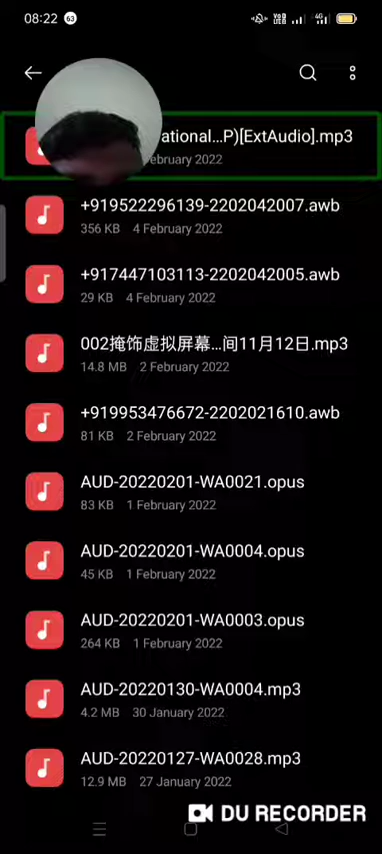 08:22 63 VoLTE 4G
ational...P)[ExtAudio].mp3
ebruary 2022
+919522296139-2202042007.awb
356 KB 4 February 2022
+917447103113-2202042005.awb
29 KB 4 February 2022
002掩饰虚拟屏幕...间11月12日.mp3
14.8 MB 2 February 2022
+919953476672-2202021610.awb
81 KB 2 February 2022
AUD-20220201-WA0021.opus
83 KB 1 February 2022
AUD-20220201-WA0004.opus
45 KB 1 February 2022
AUD-20220201-WA0003.opus
264 KB 1 February 2022
AUD-20220130-WA0004.mp3
4.2 MB 30 January 2022
AUD-20220127-WA0028.mp3
12.9 MB 27 January 2022
DU RECORDER